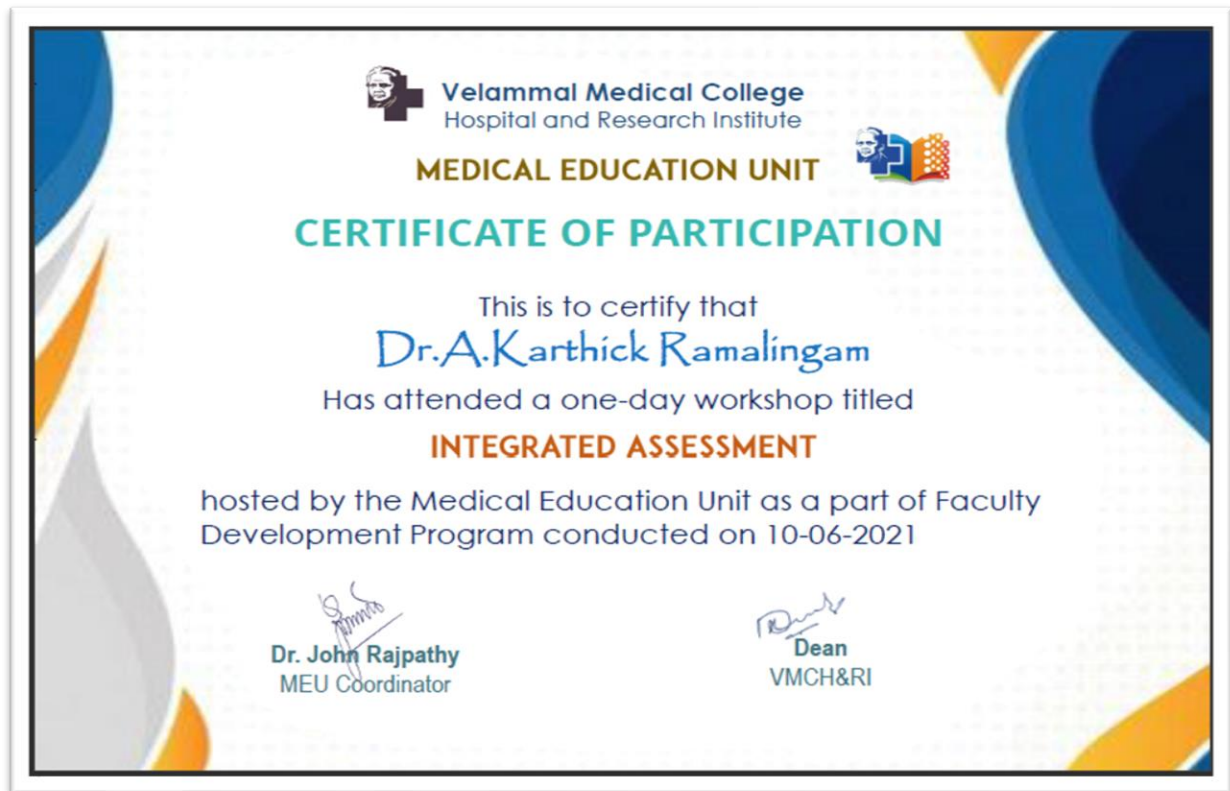 Velammal Medical College
Hospital and Research Institute
MEDICAL EDUCATION UNIT
CERTIFICATE OF PARTICIPATION
This is to certify that
Dr.A.Karthick Ramalingam
Has attended a one-day workshop titled
INTEGRATED ASSESSMENT
hosted by the Medical Education Unit as a part of Faculty
Development Program conducted on 10-06-2021
Dr. John Rajpathy
MEU Coordinator
Dean
VMCH&RI